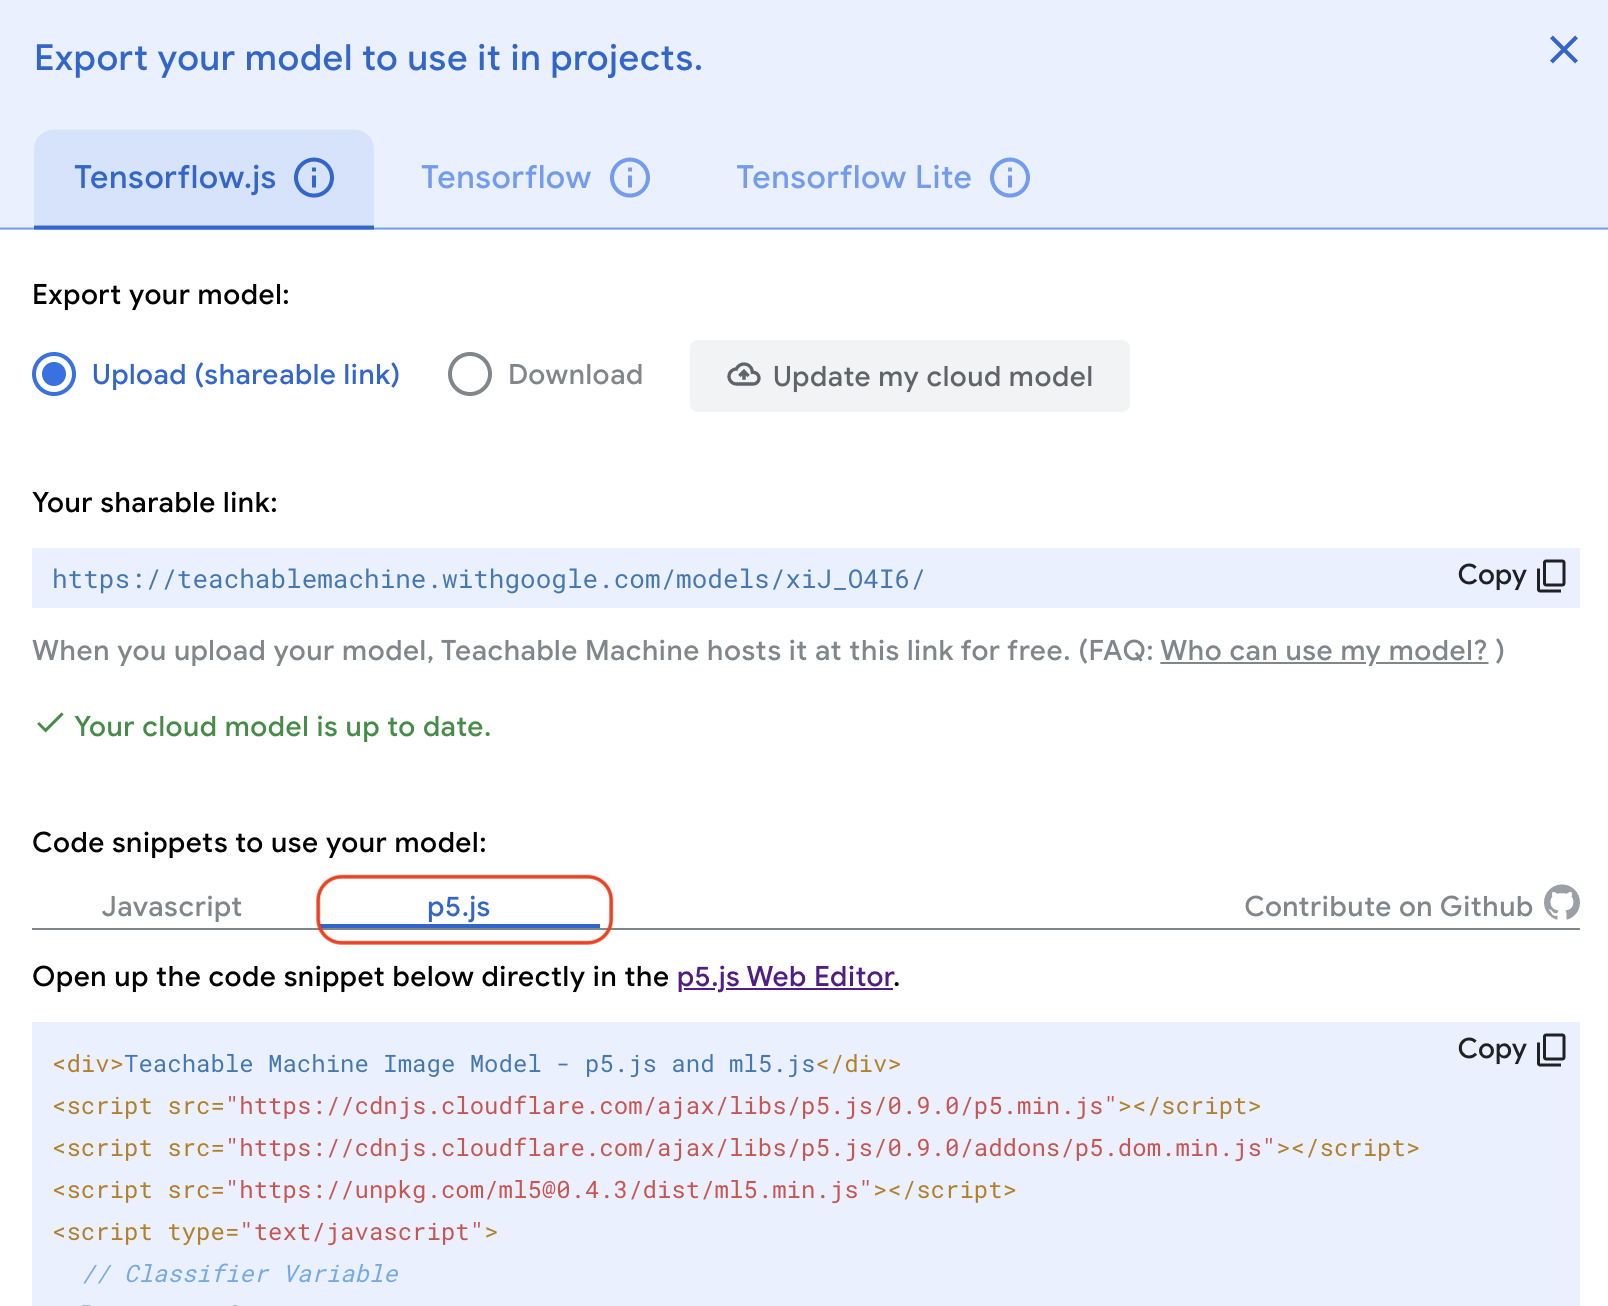 Export your model to use it in projects.
Tensorflow.js Tensorflow Tensorflow Lite
Export your model:
Upload (shareable link) Download Update my cloud model
Your sharable link:
https://teachablemachine.withgoogle.com/models/xiJ_O4I6/ Copy
When you upload your model, Teachable Machine hosts it at this link for free. (FAQ: Who can use my model? )
Your cloud model is up to date.
Code snippets to use your model:
Javascript p5.js Contribute on Github
Open up the code snippet below directly in the p5.js Web Editor.
Copy
<div>Teachable Machine Image Model - p5.js and ml5.js</div>
<script src="https://cdnjs.cloudflare.com/ajax/libs/p5.js/0.9.0/p5.min.js"></script>
<script src="https://cdnjs.cloudflare.com/ajax/libs/p5.js/0.9.0/addons/p5.dom.min.js"></script>
<script src="https://unpkg.com/ml5@0.4.3/dist/ml5.min.js"></script>
<script type="text/javascript">
// Classifier Variable